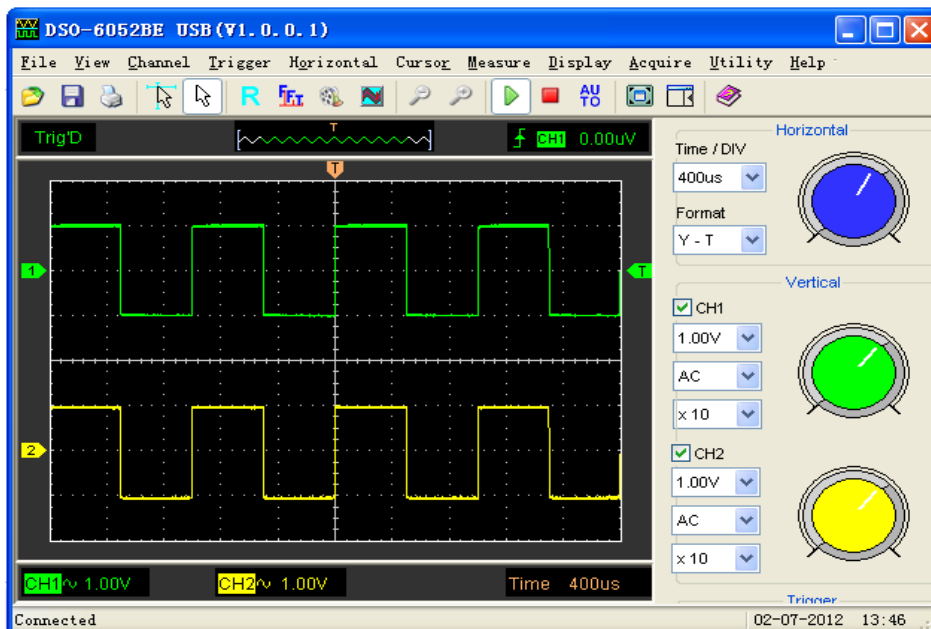 DSO-6052BE USB(V1.0.0.1)
File View Channel Trigger Horizontal Cursor Measure Display Acquire Utility Help
R FFT AUTO
Trig'D T CH1 0.00uV
T
1 T
2
CH1 1.00V CH2 1.00V Time 400us
Horizontal
Time / DIV
400us
Format
Y - T
Vertical
CH1
1.00V
AC
x 10
CH2
1.00V
AC
x 10
Trigger
Connected 02-07-2012 13:46